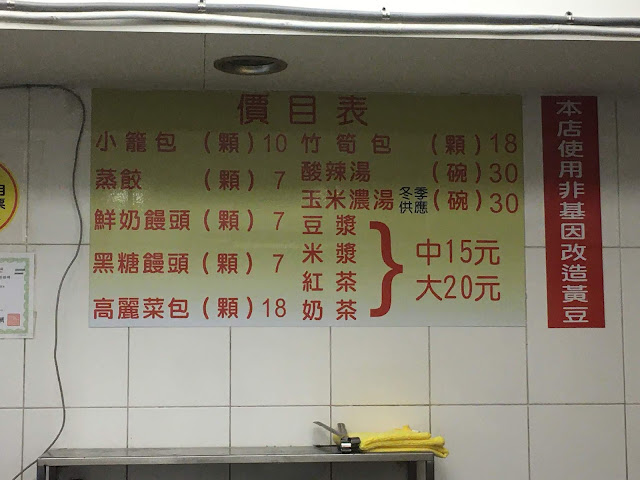 價目表
小籠包（顆）10
蒸餃（顆）7
鮮奶饅頭（顆）7
黑糖饅頭（顆）7
高麗菜包（顆）18
竹筍包（顆）18
酸辣湯（碗）30
玉米濃湯 冬季供應（碗）30
豆漿
米漿
紅茶
奶茶
中15元
大20元
本店使用非基因改造黃豆